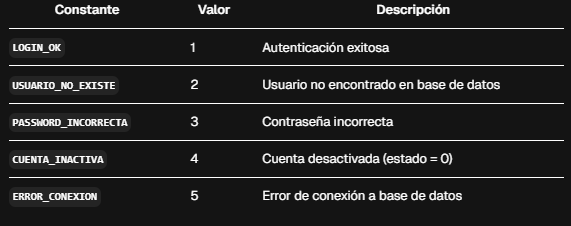 Constante Valor Descripción
LOGIN_OK 1 Autenticación exitosa
USUARIO_NO_EXISTE 2 Usuario no encontrado en base de datos
PASSWORD_INCORRECTA 3 Contraseña incorrecta
CUENTA_INACTIVA 4 Cuenta desactivada (estado = 0)
ERROR_CONEXION 5 Error de conexión a base de datos